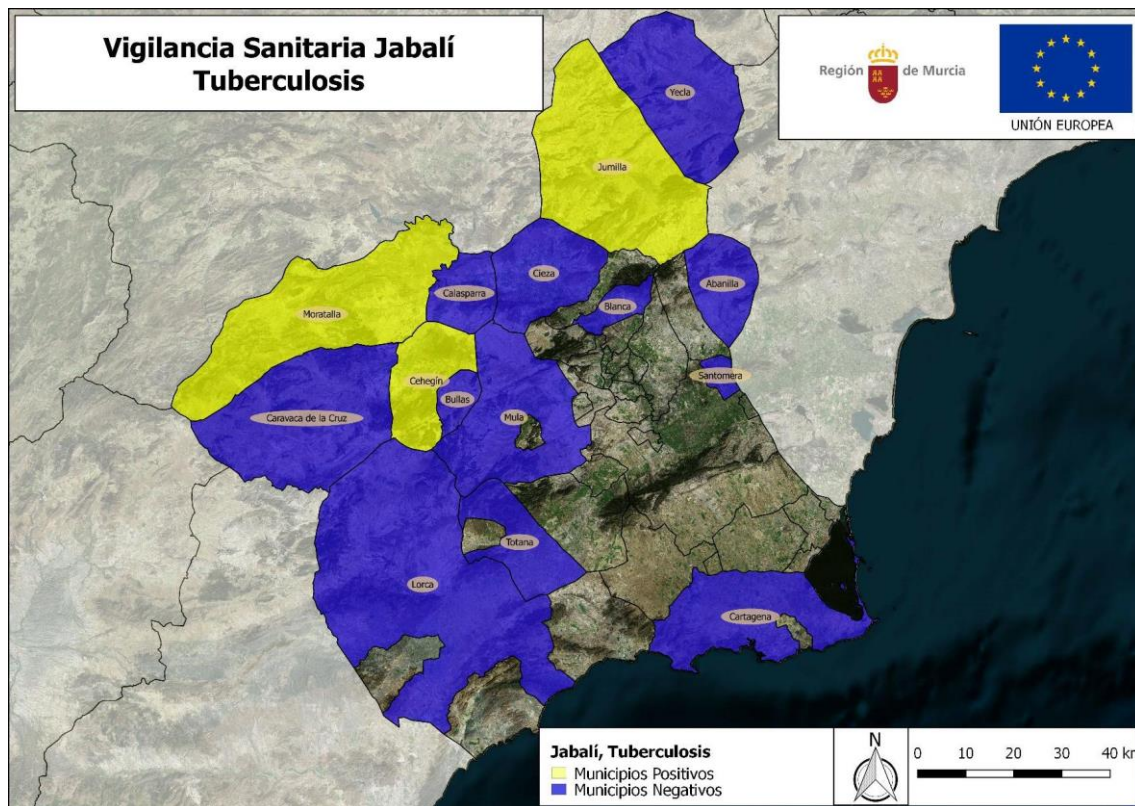 Vigilancia Sanitaria Jabalí
Tuberculosis
Región de Murcia
UNIÓN EUROPEA
Yecla
Jumilla
Cieza
Calasparra
Abanilla
Blanca
Moratalla
Santomera
Cehegín
Bullas
Caravaca de la Cruz
Mula
Totana
Lorca
Cartagena
Jabalí, Tuberculosis
Municipios Positivos
Municipios Negativos
N
0 10 20 30 40 km